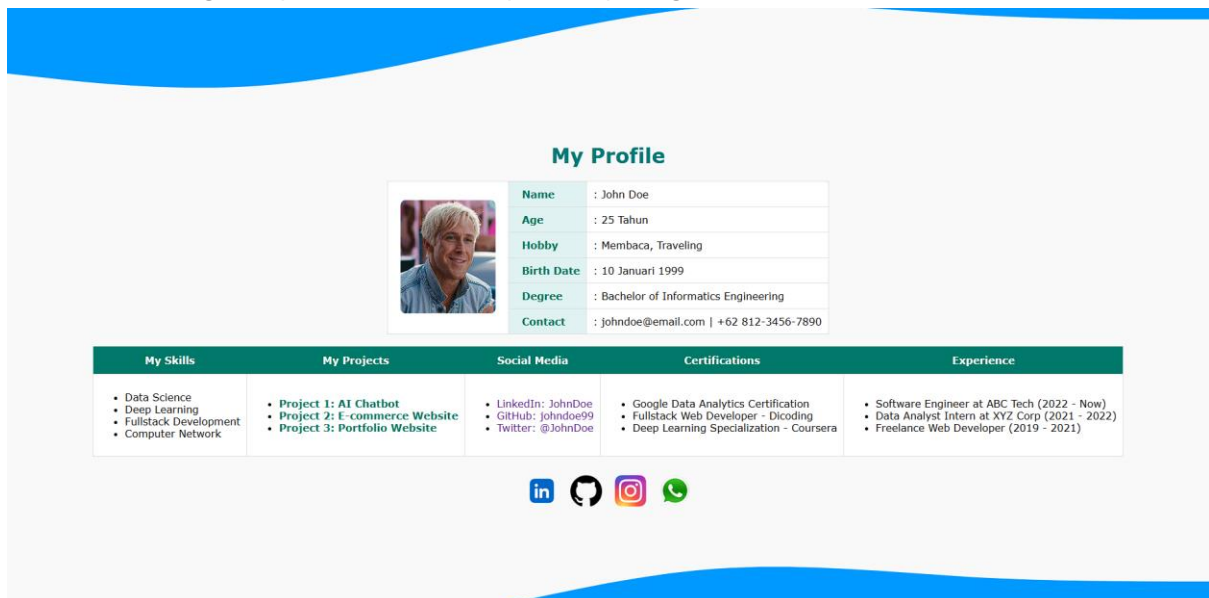 My Profile
Name : John Doe
Age : 25 Tahun
Hobby : Membaca, Traveling
Birth Date : 10 Januari 1999
Degree : Bachelor of Informatics Engineering
Contact : johndoe@email.com | +62 812-3456-7890
My Skills
Data Science
Deep Learning
Fullstack Development
Computer Network
My Projects
Project 1: AI Chatbot
Project 2: E-commerce Website
Project 3: Portfolio Website
Social Media
LinkedIn: JohnDoe
GitHub: johndoe99
Twitter: @JohnDoe
Certifications
Google Data Analytics Certification
Fullstack Web Developer - Dicoding
Deep Learning Specialization - Coursera
Experience
Software Engineer at ABC Tech (2022 - Now)
Data Analyst Intern at XYZ Corp (2021 - 2022)
Freelance Web Developer (2019 - 2021)
in